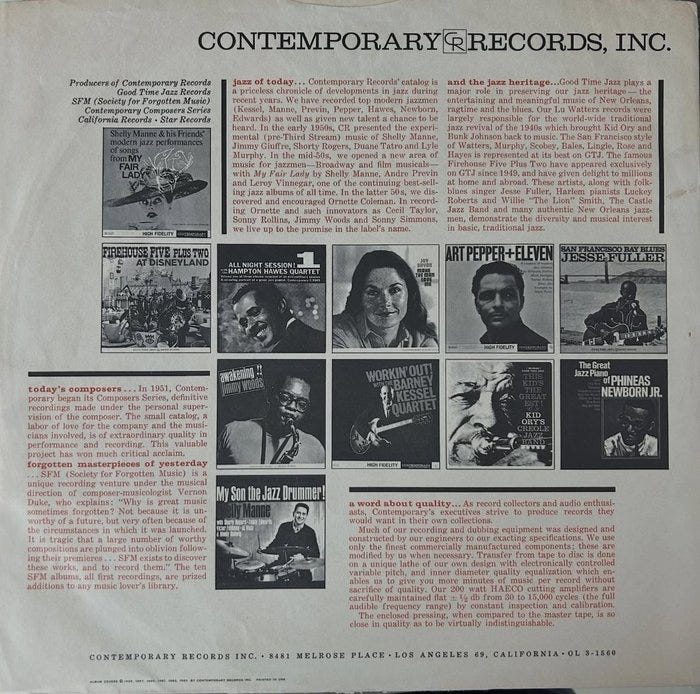 CONTEMPORARY CR RECORDS, INC.
Producers of Contemporary Records
Good Time Jazz Records
SFM (Society for Forgotten Music)
Contemporary Composers Series
California Records • Star Records
jazz of today... Contemporary Records' catalog is
a priceless chronicle of developments in jazz during
recent years. We have recorded top modern jazzmen
(Kessel, Manne, Previn, Pepper, Hawes, Newborn,
Edwards) as well as given new talent a chance to be
heard. In the early 1950s, CR presented the experi-
mental (pre-Third Stream) music of Shelly Manne,
Jimmy Giuffre, Shorty Rogers, Duane Tatro and Lyle
Murphy. In the mid-50s, we opened a new area of
music for jazzmen—Broadway and film musicals—
with My Fair Lady by Shelly Manne, Andre Previn
and Leroy Vinnegar, one of the continuing best-sell-
ing jazz albums of all time. In the latter 50s, we dis-
covered and encouraged Ornette Coleman. In record-
ing Ornette and such innovators as Cecil Taylor,
Sonny Rollins, Jimmy Woods and Sonny Simmons,
we live up to the promise in the label's name.
and the jazz heritage...Good Time Jazz plays a
major role in preserving our jazz heritage — the
entertaining and meaningful music of New Orleans,
ragtime and the blues. Our Lu Watters records were
largely responsible for the world-wide traditional
jazz revival of the 1940s which brought Kid Ory and
Bunk Johnson back to music. The San Francisco style
of Watters, Murphy, Scobey, Bales, Lingle, Rose and
Hayes is represented at its best on GTJ. The famous
Firehouse Five Plus Two have appeared exclusively
on GTJ since 1949, and have given delight to millions
at home and abroad. These artists, along with folk-
blues singer Jesse Fuller, Harlem pianists Luckey
Roberts and Willie "The Lion" Smith, The Castle
Jazz Band and many authentic New Orleans jazz-
men, demonstrate the diversity and musical interest
in basic, traditional jazz.
Shelly Manne & his Friends'
modern jazz performances
of songs
from MY
FAIR
LADY
HIGH FIDELITY
FIREHOUSE FIVE PLUS TWO
AT DISNEYLAND
ALL NIGHT SESSION! 1
THE HAMPTON HAWES QUARTET
joy
bryan
make
the man
love
me
ART PEPPER + ELEVEN
HIGH FIDELITY
SAN FRANCISCO BAY BLUES
JESSE FULLER
awakening!!
jimmy woods
WORKIN' OUT!
WITH THE BARNEY
KESSEL
QUARTET
HIGH FIDELITY
THIS
KID'S
THE
GREAT
EST!
KID
ORY'S
CREOLE
JAZZ
BAND
The Great
Jazz Piano
of PHINEAS
NEWBORN JR.
My Son the Jazz Drummer!
Shelly Manne
today's composers... In 1951, Contem-
porary began its Composers Series, definitive
recordings made under the personal super-
vision of the composer. The small catalog, a
labor of love for the company and the musi-
cians involved, is of extraordinary quality in
performance and recording. This valuable
project has won much critical acclaim.
forgotten masterpieces of yesterday
... SFM (Society for Forgotten Music) is a
unique recording venture under the musical
direction of composer-musicologist Vernon
Duke, who explains: "Why is great music
sometimes forgotten? Not because it is un-
worthy of a future, but very often because of
the circumstances in which it was launched.
It is tragic that a large number of worthy
compositions are plunged into oblivion follow-
ing their premieres... SFM exists to discover
these works, and to record them." The ten
SFM albums, all first recordings, are prized
additions to any music lover's library.
a word about quality... As record collectors and audio enthusi-
asts, Contemporary's executives strive to produce records they
would want in their own collections.
Much of our recording and dubbing equipment was designed and
constructed by our engineers to our exacting specifications. We use
only the finest commercially manufactured components; these are
modified by us when necessary. Transfer from tape to disc is done
on a unique lathe of our own design with electronically controlled
variable pitch, and inner diameter quality equalization which en-
ables us to give you more minutes of music per record without
sacrifice of quality. Our 200 watt HAECO cutting amplifiers are
carefully maintained flat ± ½ db from 30 to 15,000 cycles (the full
audible frequency range) by constant inspection and calibration.
The enclosed pressing, when compared to the master tape, is so
close in quality as to be virtually indistinguishable.
CONTEMPORARY RECORDS INC. • 8481 MELROSE PLACE • LOS ANGELES 69, CALIFORNIA • OL 3-1560
BY CONTEMPORARY RECORDS INC. PRINTED IN USA